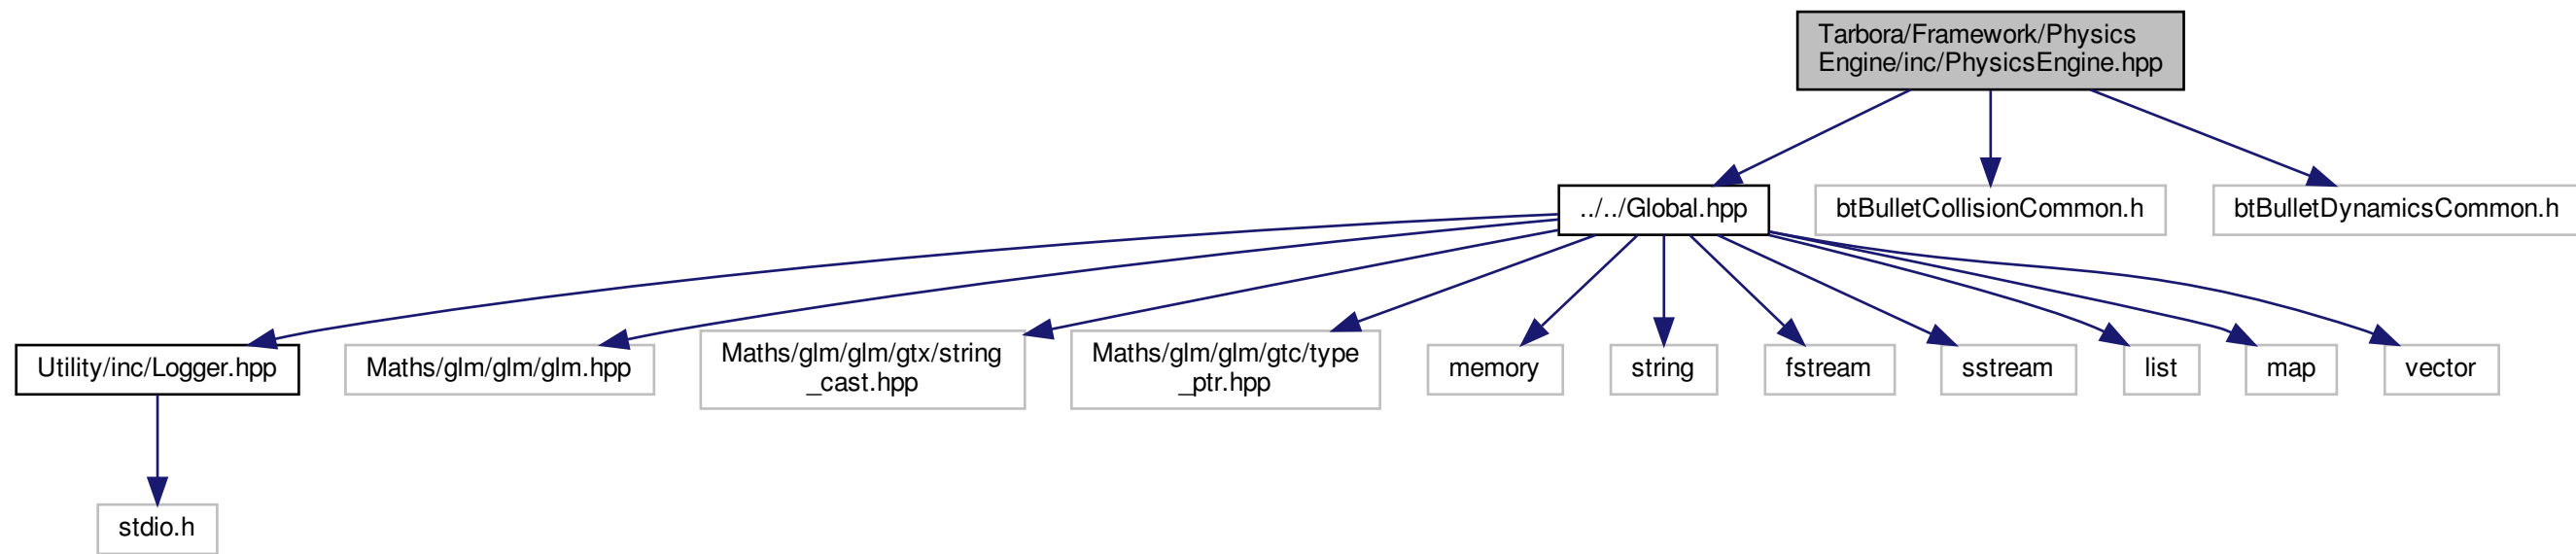 Tarbora/Framework/Physics
Engine/inc/PhysicsEngine.hpp
../../Global.hpp
btBulletCollisionCommon.h
btBulletDynamicsCommon.h
Utility/inc/Logger.hpp
Maths/glm/glm/glm.hpp
Maths/glm/glm/gtx/string
_cast.hpp
Maths/glm/glm/gtc/type
_ptr.hpp
memory
string
fstream
sstream
list
map
vector
stdio.h